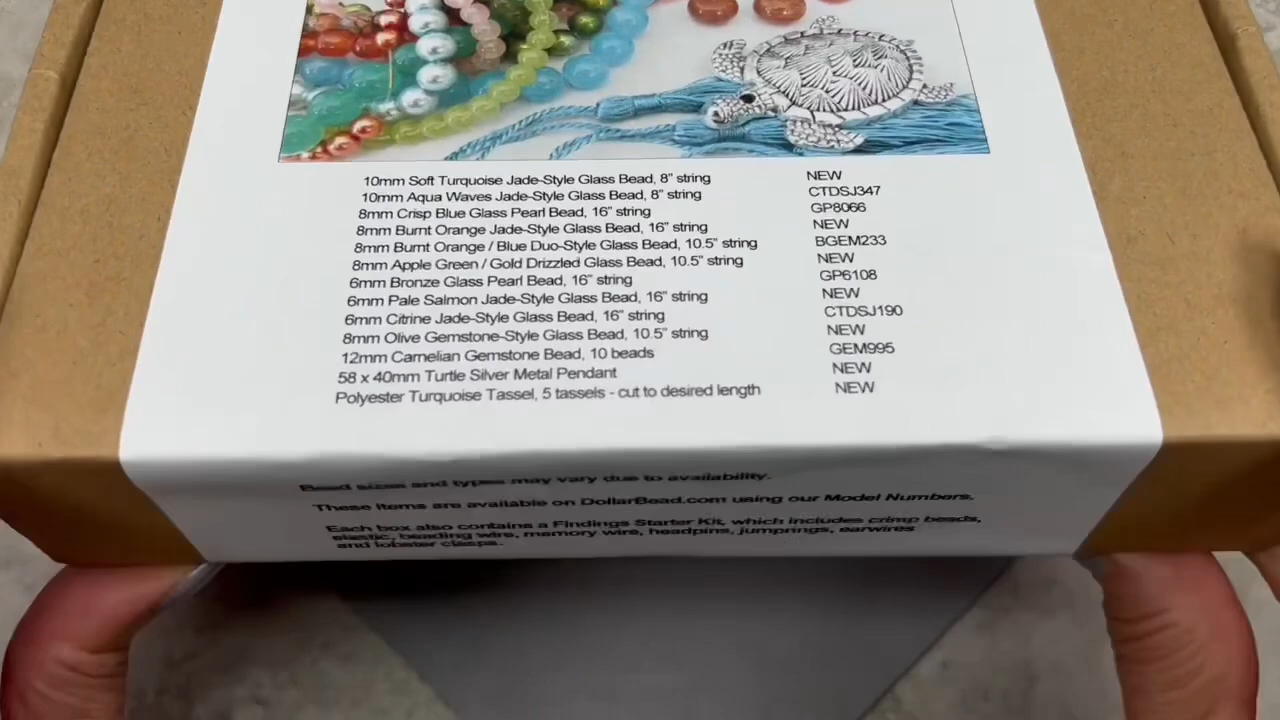 10mm Soft Turquoise Jade-Style Glass Bead, 8" string NEW
10mm Aqua Waves Jade-Style Glass Bead, 8" string CTDSJ347
8mm Crisp Blue Glass Pearl Bead, 16" string GP8066
8mm Burnt Orange Jade-Style Glass Bead, 16" string NEW
8mm Burnt Orange / Blue Duo-Style Glass Bead, 10.5" string BGEM233
8mm Apple Green / Gold Drizzled Glass Bead, 10.5" string NEW
6mm Bronze Glass Pearl Bead, 16" string GP6108
6mm Pale Salmon Jade-Style Glass Bead, 16" string NEW
6mm Citrine Jade-Style Glass Bead, 16" string CTDSJ190
8mm Olive Gemstone-Style Glass Bead, 10.5" string NEW
12mm Carnelian Gemstone Bead, 10 beads GEM995
58 x 40mm Turtle Silver Metal Pendant NEW
Polyester Turquoise Tassel, 5 tassels - cut to desired length NEW
Bead sizes and types may vary due to availability.
These items are available on DollarBead.com using our Model Numbers.
Each box also contains a Findings Starter Kit, which includes crimp beads,
elastic, beading wire, memory wire, headpins, jumprings, earwires
and lobster clasps.